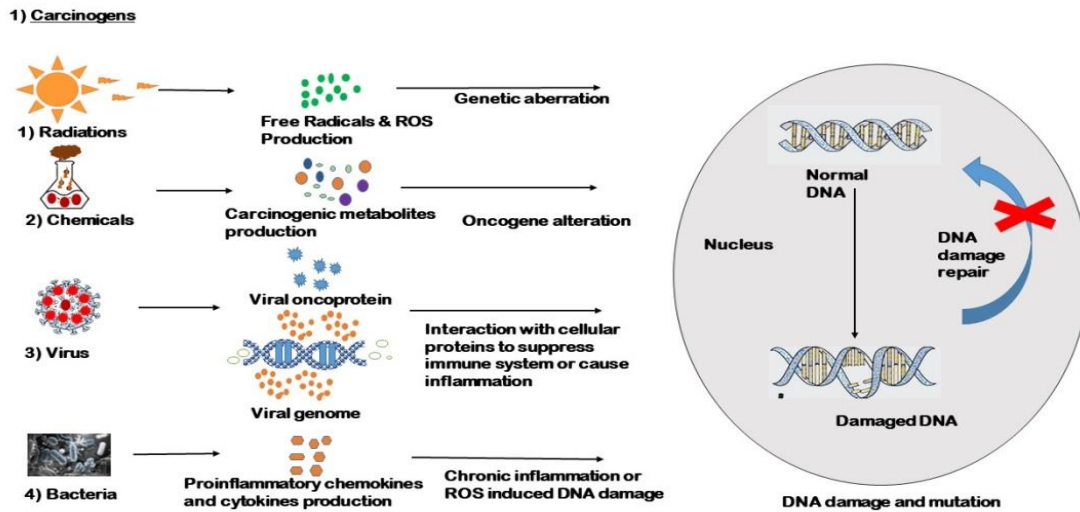 1) Carcinogens
1) Radiations
Free Radicals & ROS
Production
Genetic aberration
2) Chemicals
Carcinogenic metabolites
production
Oncogene alteration
3) Virus
Viral oncoprotein
Viral genome
Interaction with cellular
proteins to suppress
immune system or cause
inflammation
4) Bacteria
Proinflammatory chemokines
and cytokines production
Chronic inflammation or
ROS induced DNA damage
Normal
DNA
Nucleus
DNA
damage
repair
Damaged DNA
DNA damage and mutation